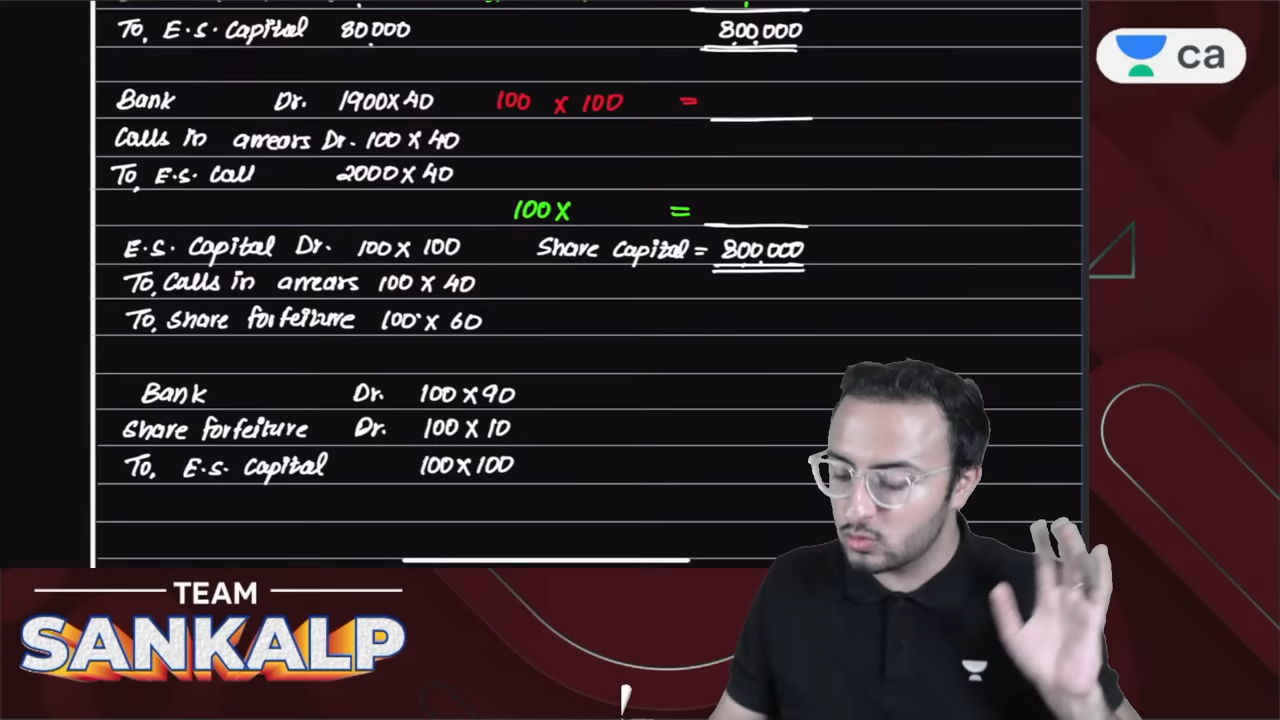 To, E.S. Capital 80,000 800,000
ca
Bank Dr. 1900 x 40 100 x 100 =
Calls in arrears Dr. 100 x 40
To, E.S. Call 2000 x 40
100 x =
E.S. Capital Dr. 100 x 100 Share Capital = 800,000
To, Calls in arrears 100 x 40
To, Share forfeiture 100 x 60
Bank Dr. 100 x 90
Share forfeiture Dr. 100 x 10
To, E.S. Capital 100 x 100
TEAM
SANKALP